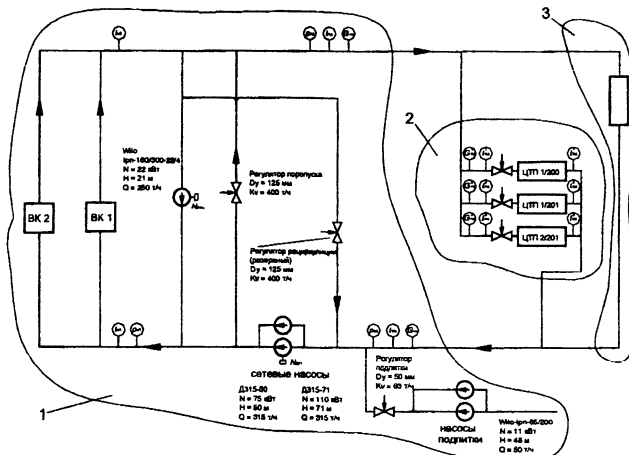 3
2
1
Wilo
Ipn-160/300-22/4
N = 22 кВт
H = 21 м
Q = 280 т/ч
Регулятор перепуска
Dy = 125 мм
Kv = 400 т/ч
ВК 2
ВК 1
Регулятор рециркуляции
(резервный)
Dy = 125 мм
Kv = 400 т/ч
ЦТП 1/200
ЦТП 1/201
ЦТП 2/201
сетевые насосы
Д315-50
N = 75 кВт
H = 50 м
Q = 315 т/ч
Д315-71
N = 110 кВт
H = 71 м
Q = 315 т/ч
Регулятор
подпитки
Dy = 50 мм
Kv = 60 т/ч
насосы
подпитки
Wilo-Ipn-65/200
N = 11 кВт
H = 48 м
Q = 50 т/ч